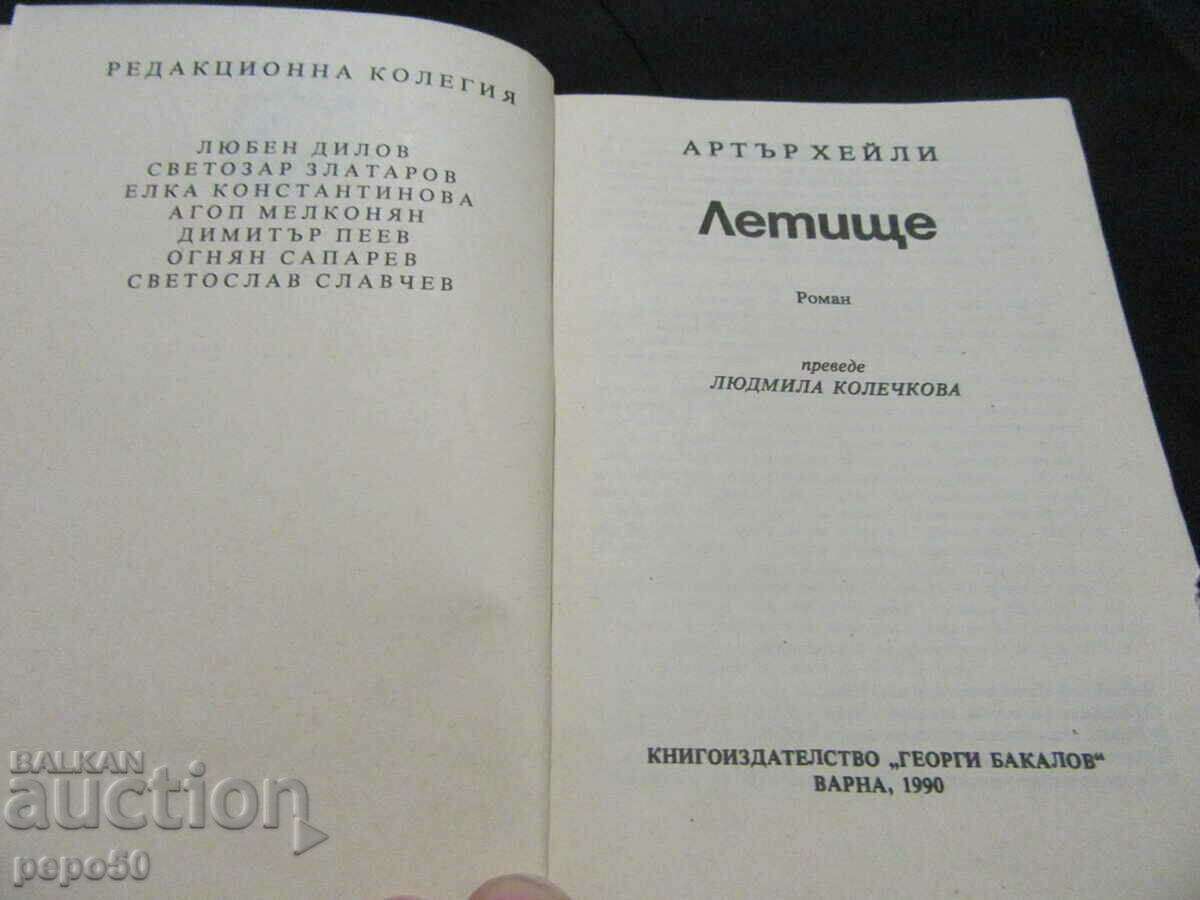 РЕДАКЦИОННА КОЛЕГИЯ
ЛЮБЕН ДИЛОВ
СВЕТОЗАР ЗЛАТАРОВ
ЕЛКА КОНСТАНТИНОВА
АГОП МЕЛКОНЯН
ДИМИТЪР ПЕЕВ
ОГНЯН САПАРЕВ
СВЕТОСЛАВ СЛАВЧЕВ
АРТЪР ХЕЙЛИ
Летище
Роман
преведе
ЛЮДМИЛА КОЛЕЧКОВА
КНИГОИЗДАТЕЛСТВО „ГЕОРГИ БАКАЛОВ“
ВАРНА, 1990
BALKAN
auction
pepo50